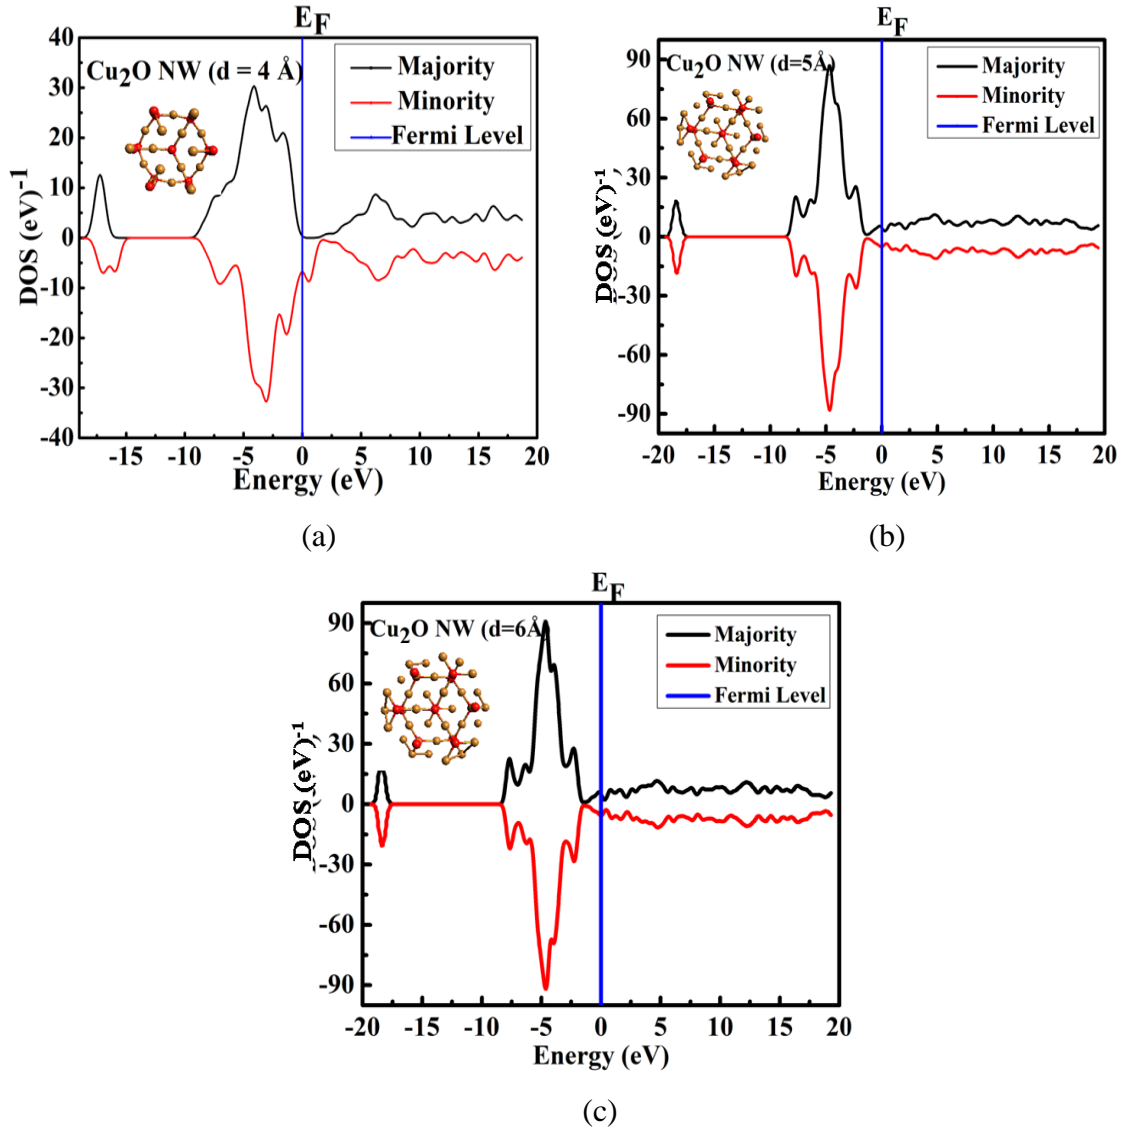 E_F
40
30
20
10
0
-10
-20
-30
-40
DOS (eV)^-1
Cu₂O NW (d = 4 Å)
Majority
Minority
Fermi Level
-15 -10 -5 0 5 10 15 20
Energy (eV)
(a)
E_F
90
60
30
0
-30
-60
-90
DOS (eV)^-1
Cu₂O NW (d=5Å)
Majority
Minority
Fermi Level
-20 -15 -10 -5 0 5 10 15 20
Energy (eV)
(b)
E_F
90
60
30
0
-30
-60
-90
DOS (eV)^-1
Cu₂O NW (d=6Å)
Majority
Minority
Fermi Level
-20 -15 -10 -5 0 5 10 15 20
Energy (eV)
(c)